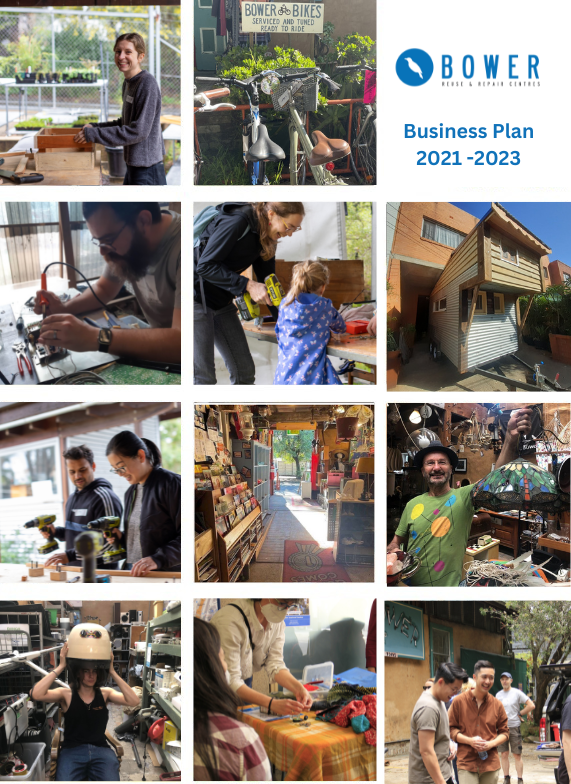 BOWER BIKES
SERVICED AND TUNED
READY TO RIDE
BOWER
REUSE & REPAIR CENTRES
Business Plan
2021 -2023